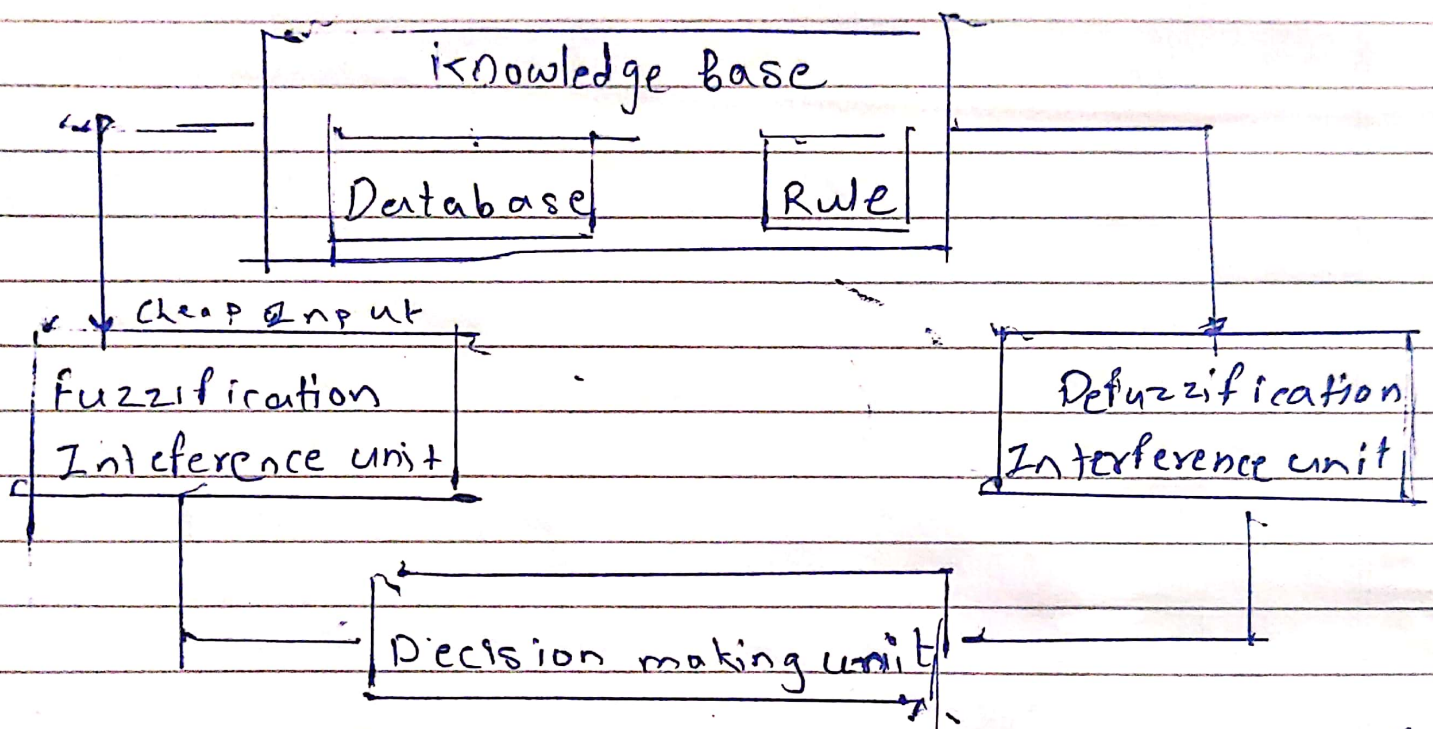 Knowledge base
Database Rule
Cheap Input
Fuzzification Defuzzification
Inteference unit Interference unit
Decision making unit